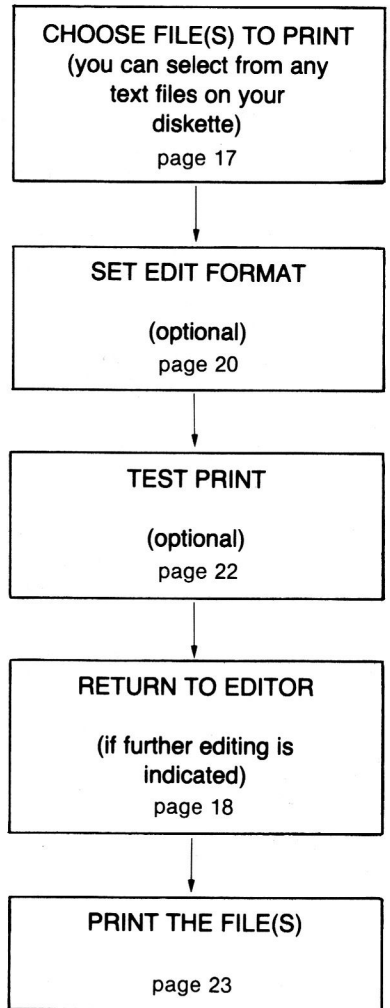 CHOOSE FILE(S) TO PRINT
(you can select from any
text files on your
diskette)
page 17
SET EDIT FORMAT
(optional)
page 20
TEST PRINT
(optional)
page 22
RETURN TO EDITOR
(if further editing is
indicated)
page 18
PRINT THE FILE(S)
page 23